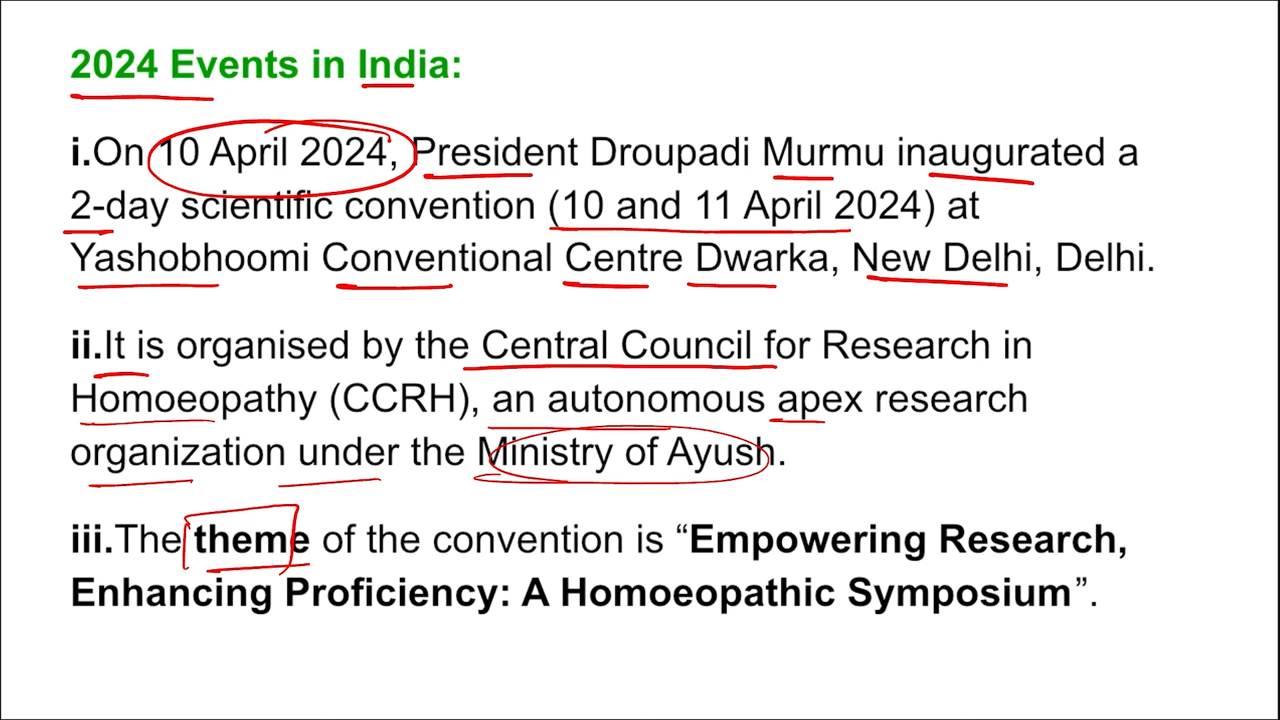 2024 Events in India:
i.On 10 April 2024, President Droupadi Murmu inaugurated a
2-day scientific convention (10 and 11 April 2024) at
Yashobhoomi Conventional Centre Dwarka, New Delhi, Delhi.
ii.It is organised by the Central Council for Research in
Homoeopathy (CCRH), an autonomous apex research
organization under the Ministry of Ayush.
iii.The theme of the convention is “Empowering Research,
Enhancing Proficiency: A Homoeopathic Symposium”.